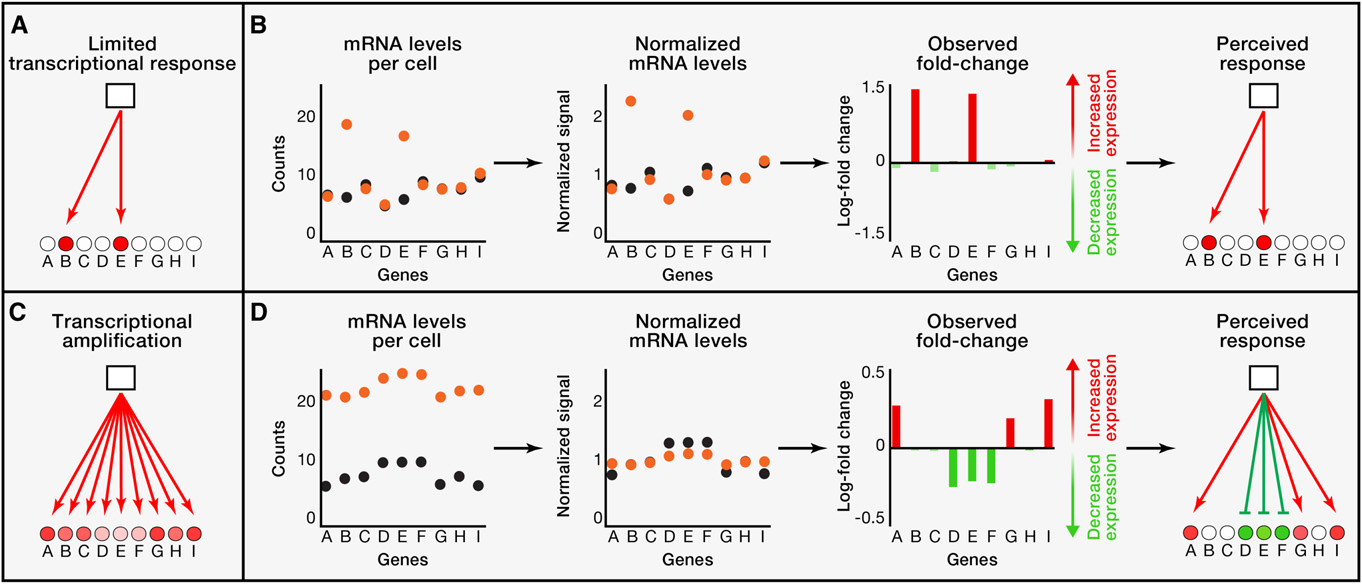 A
Limited
transcriptional response
A B C D E F G H I
B
mRNA levels
per cell
Counts
20
10
0
A B C D E F G H I
Genes
Normalized
mRNA levels
Normalized signal
2
1
0
A B C D E F G H I
Genes
Observed
fold-change
Log-fold change
1.5
0
-1.5
A B C D E F G H I
Genes
Increased
expression
Decreased
expression
Perceived
response
A B C D E F G H I
C
Transcriptional
amplification
A B C D E F G H I
D
mRNA levels
per cell
Counts
20
10
0
A B C D E F G H I
Genes
Normalized
mRNA levels
Normalized signal
2
1
0
A B C D E F G H I
Genes
Observed
fold-change
Log-fold change
0.5
0
-0.5
A B C D E F G H I
Genes
Increased
expression
Decreased
expression
Perceived
response
A B C D E F G H I